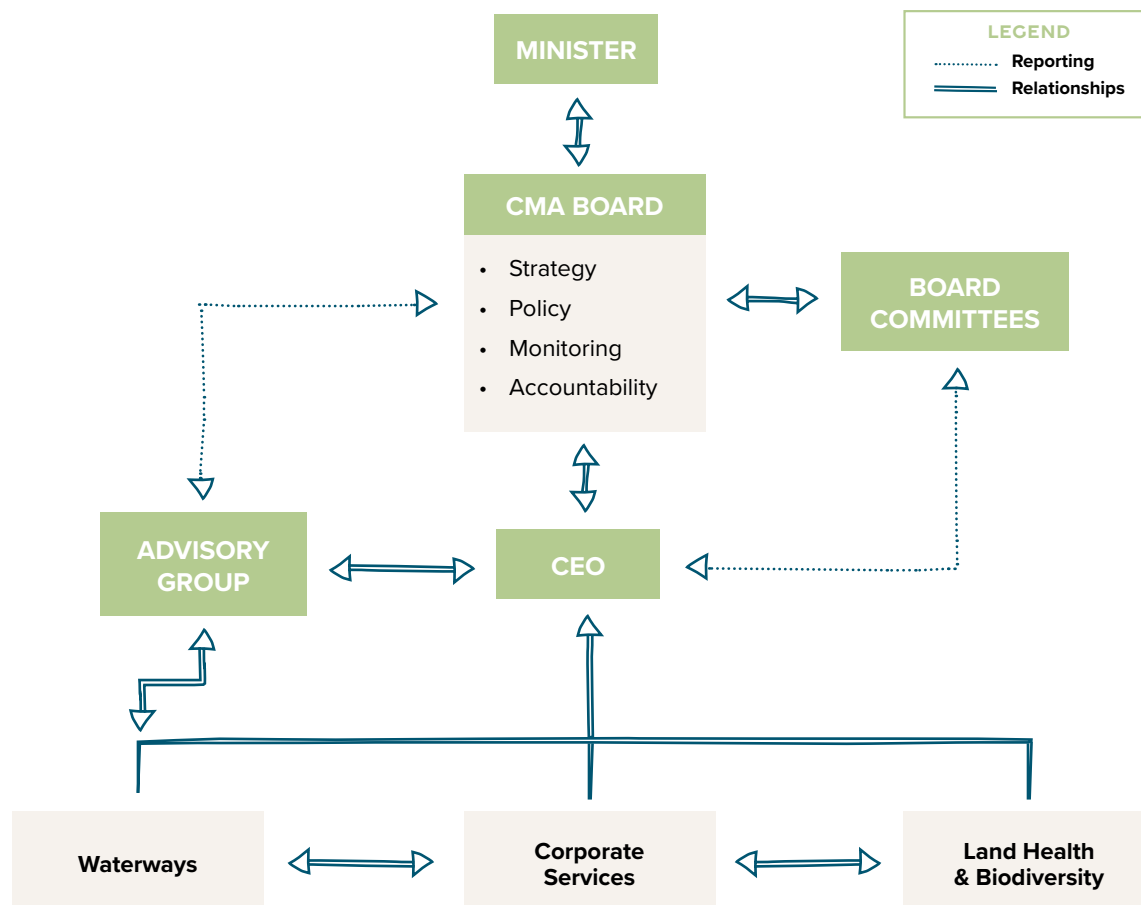 MINISTER
LEGEND
Reporting
Relationships
CMA BOARD
• Strategy
• Policy
• Monitoring
• Accountability
BOARD
COMMITTEES
ADVISORY
GROUP
CEO
Waterways
Corporate
Services
Land Health
& Biodiversity